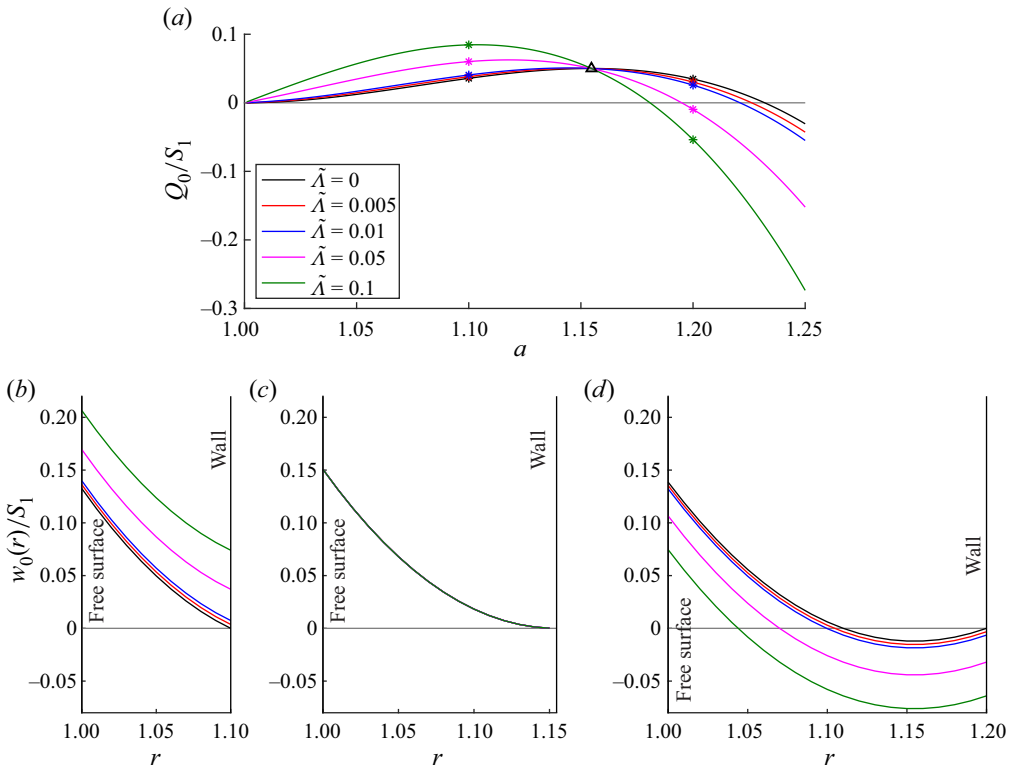 (a)
0.1
0
–0.1
–0.2
–0.3
Q0/S1
Λ̃ = 0
Λ̃ = 0.005
Λ̃ = 0.01
Λ̃ = 0.05
Λ̃ = 0.1
1.00 1.05 1.10 1.15 1.20 1.25
a
(b) (c) (d)
w0(r)/S1
0.20
0.15
0.10
0.05
0
–0.05
Free surface
Wall
1.00 1.05 1.10
r
0.20
0.15
0.10
0.05
0
–0.05
Free surface
Wall
1.00 1.05 1.10 1.15
r
0.20
0.15
0.10
0.05
0
–0.05
Free surface
Wall
1.00 1.05 1.10 1.15 1.20
r